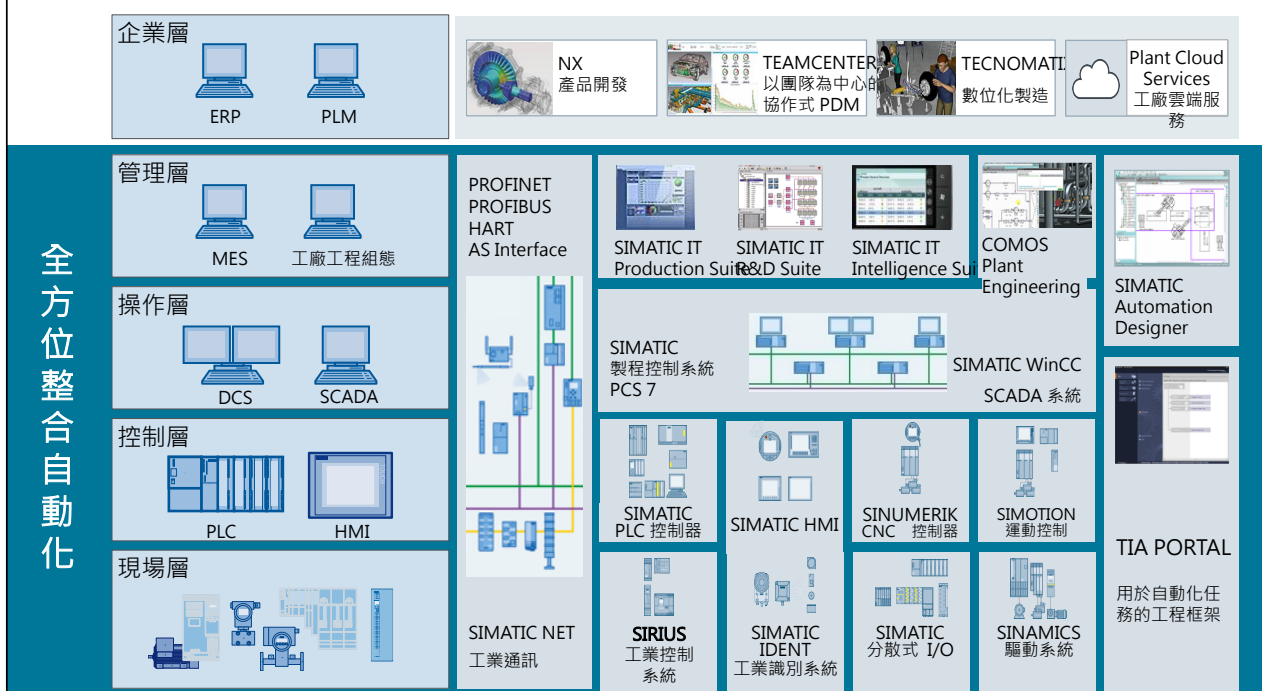 企業層
ERP
PLM
NX
產品開發
TEAMCENTER
以團隊為中心的
協作式 PDM
TECNOMATI
數位化製造
Plant Cloud
Services
工廠雲端服
務
全方位整合自動化
管理層
MES
工廠工程組態
操作層
DCS
SCADA
控制層
PLC
HMI
現場層
PROFINET
PROFIBUS
HART
AS Interface
SIMATIC NET
工業通訊
SIMATIC IT
Production Suite
SIMATIC IT
R&D Suite
SIMATIC IT
Intelligence Sui
COMOS
Plant
Engineering
SIMATIC
Automation
Designer
SIMATIC
製程控制系統
PCS 7
SIMATIC WinCC
SCADA 系統
SIMATIC
PLC 控制器
SIMATIC HMI
SINUMERIK
CNC 控制器
SIMOTION
運動控制
TIA PORTAL
用於自動化任
務的工程框架
SIRIUS
工業控制
系統
SIMATIC
IDENT
工業識別系統
SIMATIC
分散式 I/O
SINAMICS
驅動系統